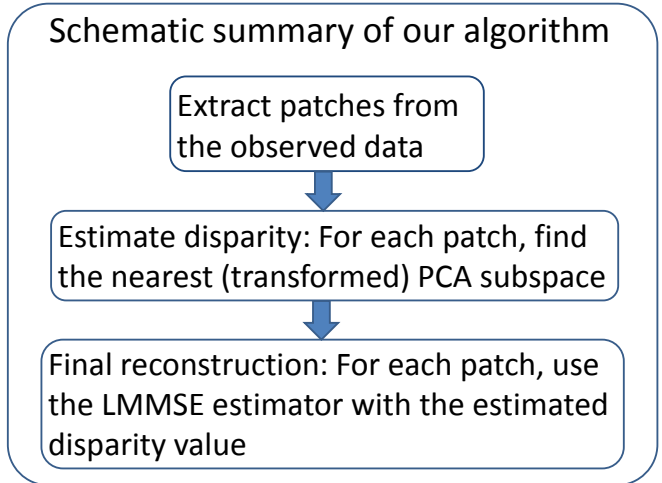 Schematic summary of our algorithm
Extract patches from
the observed data
Estimate disparity: For each patch, find
the nearest (transformed) PCA subspace
Final reconstruction: For each patch, use
the LMMSE estimator with the estimated
disparity value